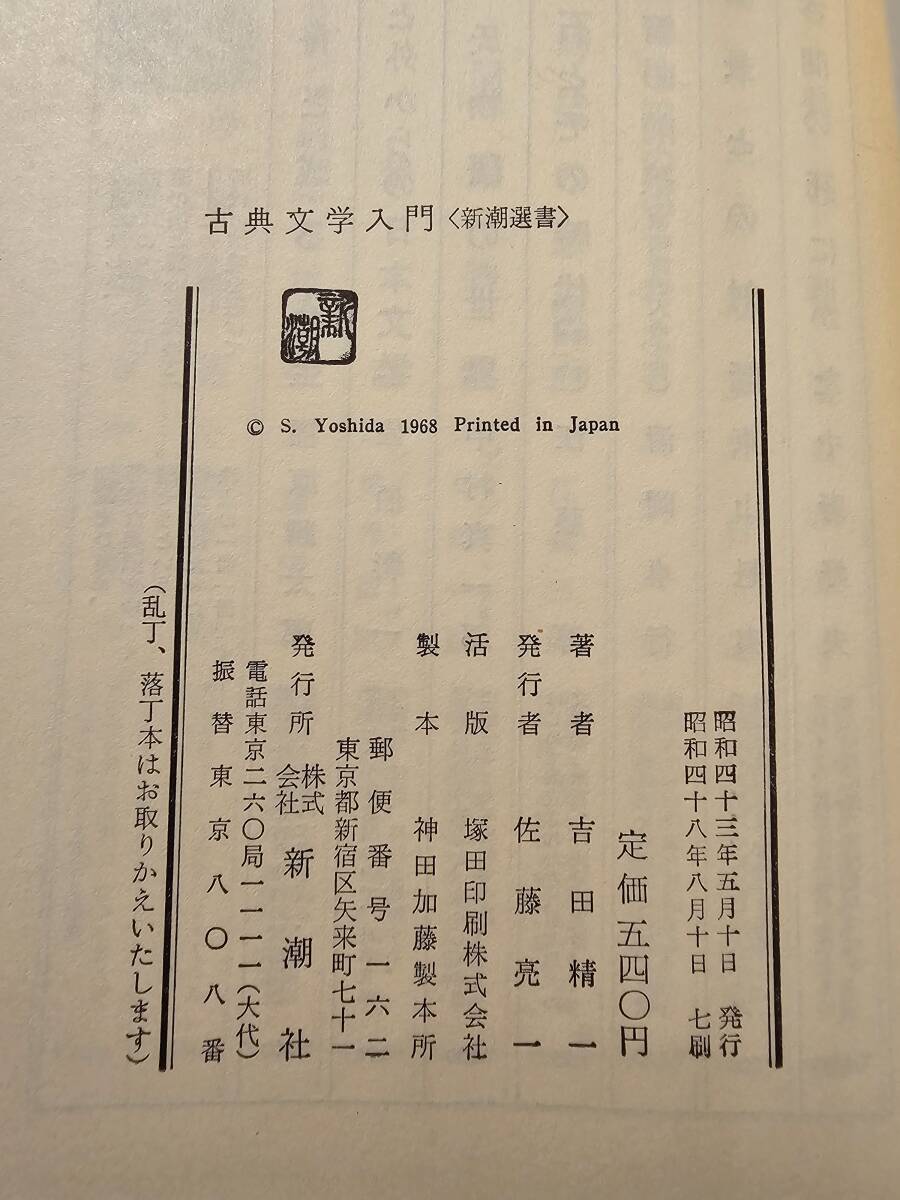 古典文学入門〈新潮選書〉
新潮
© S. Yoshida 1968 Printed in Japan
昭和四十三年五月十日　発行
昭和四十八年八月十日　七刷
定価五四〇円
著者　吉田精一
発行者　佐藤亮一
活版　塚田印刷株式会社
製本　神田加藤製本所
郵便番号一六二
東京都新宿区矢来町七十一
発行所　株式会社　新潮社
電話東京二六〇局一一一一(大代)
振替東京八〇八番
(乱丁、落丁本はお取りかえいたします)